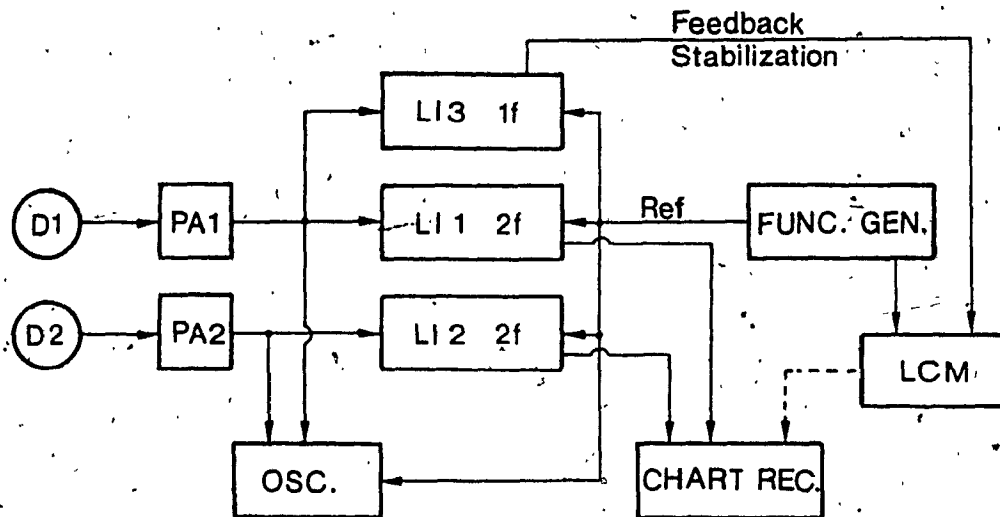 Feedback
Stabilization
LI3 1f
D1
PA1
LI1 2f
Ref
FUNC. GEN.
D2
PA2
LI2 2f
LCM
OSC.
CHART REC.